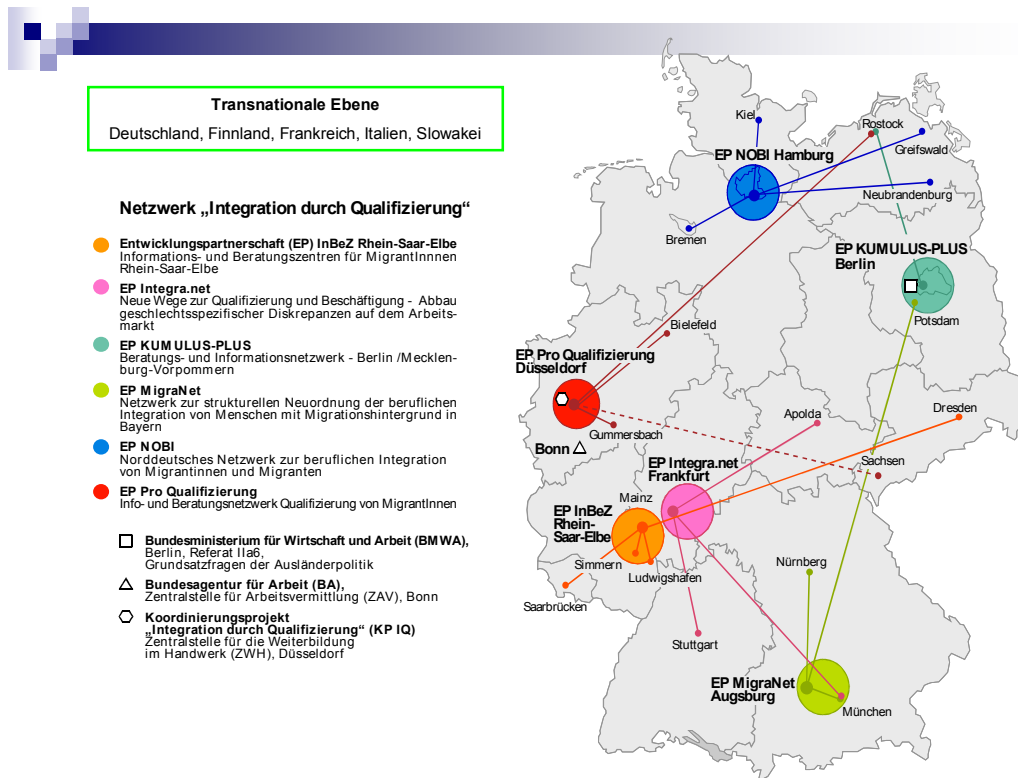 Transnationale Ebene
Deutschland, Finnland, Frankreich, Italien, Slowakei
Netzwerk „Integration durch Qualifizierung“
Entwicklungspartnerschaft (EP) InBeZ Rhein-Saar-Elbe
Informations- und Beratungszentren für MigrantInnnen
Rhein-Saar-Elbe
EP Integra.net
Neue Wege zur Qualifizierung und Beschäftigung - Abbau
geschlechtsspezifischer Diskrepanzen auf dem Arbeits-
markt
EP KUMULUS-PLUS
Beratungs- und Informationsnetzwerk - Berlin /Mecklen-
burg-Vorpommern
EP MigraNet
Netzwerk zur strukturellen Neuordnung der beruflichen
Integration von Menschen mit Migrationshintergrund in
Bayern
EP NOBI
Norddeutsches Netzwerk zur beruflichen Integration
von Migrantinnen und Migranten
EP Pro Qualifizierung
Info- und Beratungsnetzwerk Qualifizierung von MigrantInnen
Bundesministerium für Wirtschaft und Arbeit (BMWA),
Berlin, Referat IIa6,
Grundsatzfragen der Ausländerpolitik
Bundesagentur für Arbeit (BA),
Zentralstelle für Arbeitsvermittlung (ZAV), Bonn
Koordinierungsprojekt
„Integration durch Qualifizierung“ (KP IQ)
Zentralstelle für die Weiterbildung
im Handwerk (ZWH), Düsseldorf
Kiel
Rostock
Greifswald
EP NOBI Hamburg
Neubrandenburg
Bremen
EP KUMULUS-PLUS
Berlin
Potsdam
Bielefeld
EP Pro Qualifizierung
Düsseldorf
Gummersbach
Bonn
Apolda
Dresden
Sachsen
EP Integra.net
Frankfurt
Mainz
EP InBeZ
Rhein-
Saar-Elbe
Simmern
Ludwigshafen
Saarbrücken
Nürnberg
Stuttgart
EP MigraNet
Augsburg
München